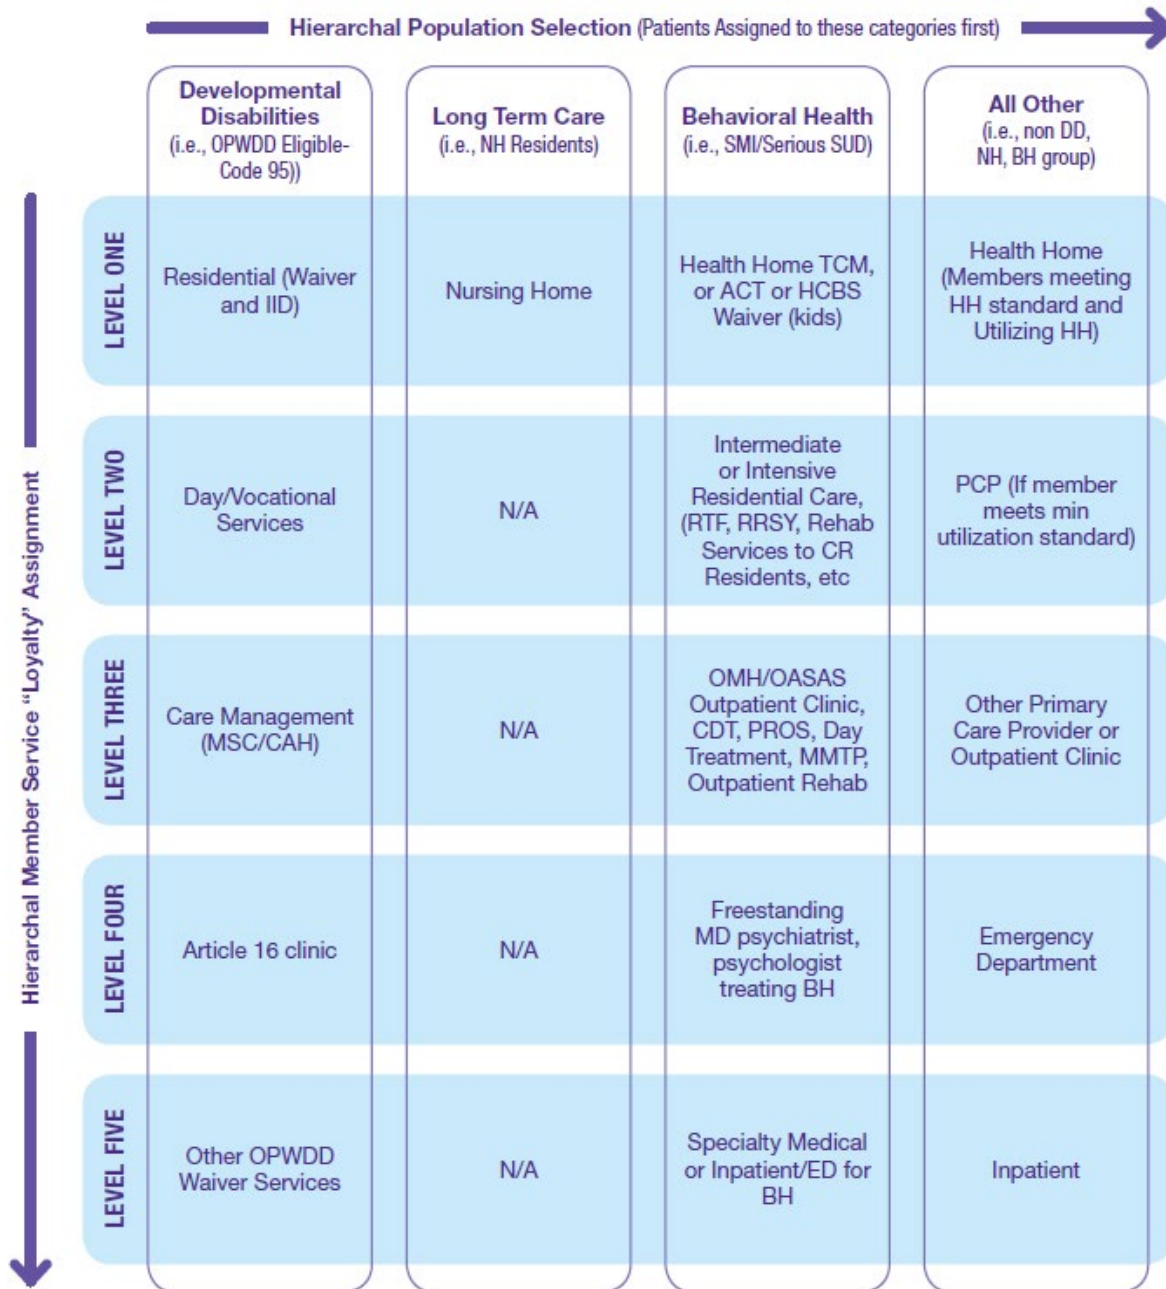 Hierarchal Population Selection (Patients Assigned to these categories first)
Developmental
Disabilities
(i.e., OPWDD Eligible-
Code 95))
Long Term Care
(i.e., NH Residents)
Behavioral Health
(i.e., SMI/Serious SUD)
All Other
(i.e., non DD,
NH, BH group)
Hierarchal Member Service “Loyalty” Assignment
LEVEL ONE
Residential (Waiver
and IID)
Nursing Home
Health Home TCM,
or ACT or HCBS
Waiver (kids)
Health Home
(Members meeting
HH standard and
Utilizing HH)
LEVEL TWO
Day/Vocational
Services
N/A
Intermediate
or Intensive
Residential Care,
(RTF, RRSY, Rehab
Services to CR
Residents, etc
PCP (If member
meets min
utilization standard)
LEVEL THREE
Care Management
(MSC/CAH)
N/A
OMH/OASAS
Outpatient Clinic,
CDT, PROS, Day
Treatment, MMTP,
Outpatient Rehab
Other Primary
Care Provider or
Outpatient Clinic
LEVEL FOUR
Article 16 clinic
N/A
Freestanding
MD psychiatrist,
psychologist
treating BH
Emergency
Department
LEVEL FIVE
Other OPWDD
Waiver Services
N/A
Specialty Medical
or Inpatient/ED for
BH
Inpatient